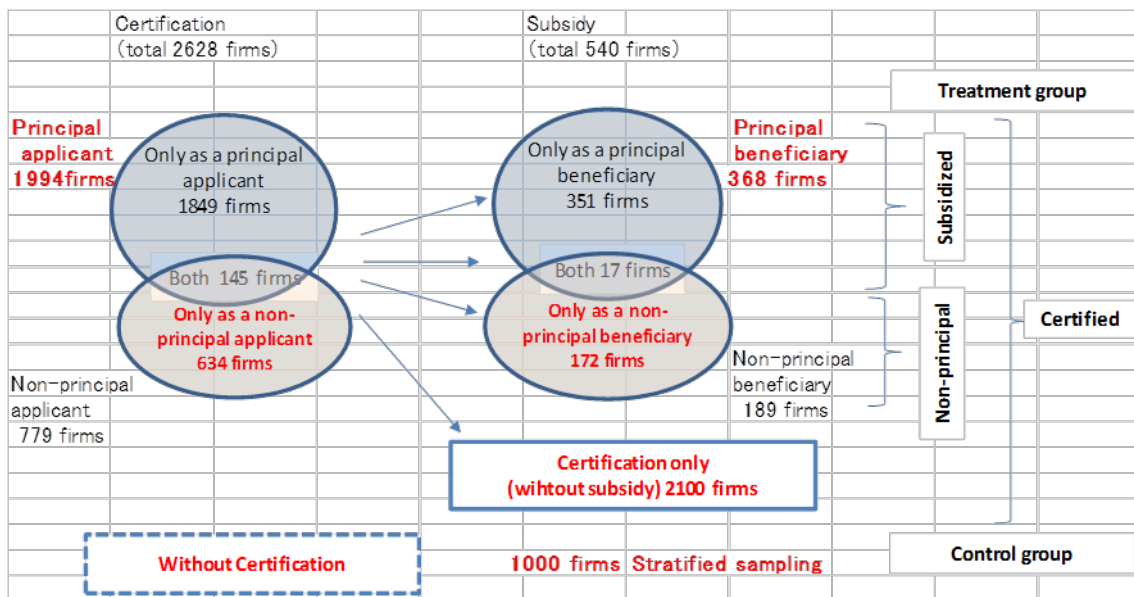 Certification
(total 2628 firms)
Subsidy
(total 540 firms)
Treatment group
Principal
applicant
1994firms
Only as a principal
applicant
1849 firms
Only as a principal
beneficiary
351 firms
Principal
beneficiary
368 firms
Subsidized
Both 145 firms
Both 17 firms
Only as a non-
principal applicant
634 firms
Only as a non-
principal beneficiary
172 firms
Certified
Non-principal
applicant
779 firms
Non-principal
beneficiary
189 firms
Non-principal
Certification only
(wihtout subsidy) 2100 firms
Without Certification
1000 firms Stratified sampling
Control group